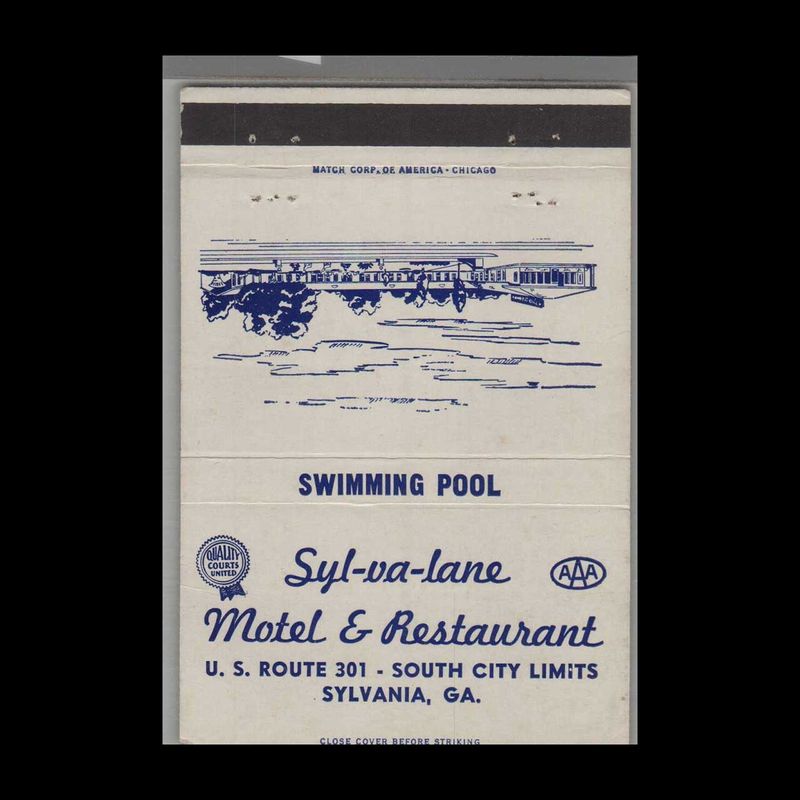 MATCH CORP. OF AMERICA - CHICAGO
SWIMMING POOL
QUALITY
COURTS
UNITED
Syl-va-lane
AAA
Motel & Restaurant
U. S. ROUTE 301 - SOUTH CITY LIMITS
SYLVANIA, GA.
CLOSE COVER BEFORE STRIKING